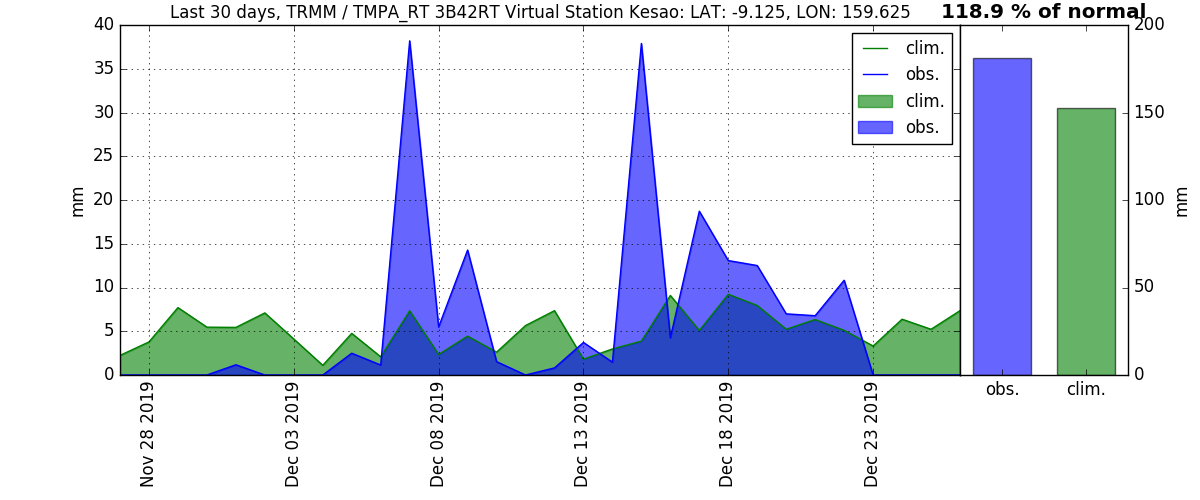 Last 30 days, TRMM / TMPA_RT 3B42RT Virtual Station Kesao: LAT: -9.125, LON: 159.625
118.9 % of normal
40
35
30
25
20
15
10
5
0
mm
clim.
obs.
clim.
obs.
200
150
100
50
0
mm
Nov 28 2019
Dec 03 2019
Dec 08 2019
Dec 13 2019
Dec 18 2019
Dec 23 2019
obs.
clim.